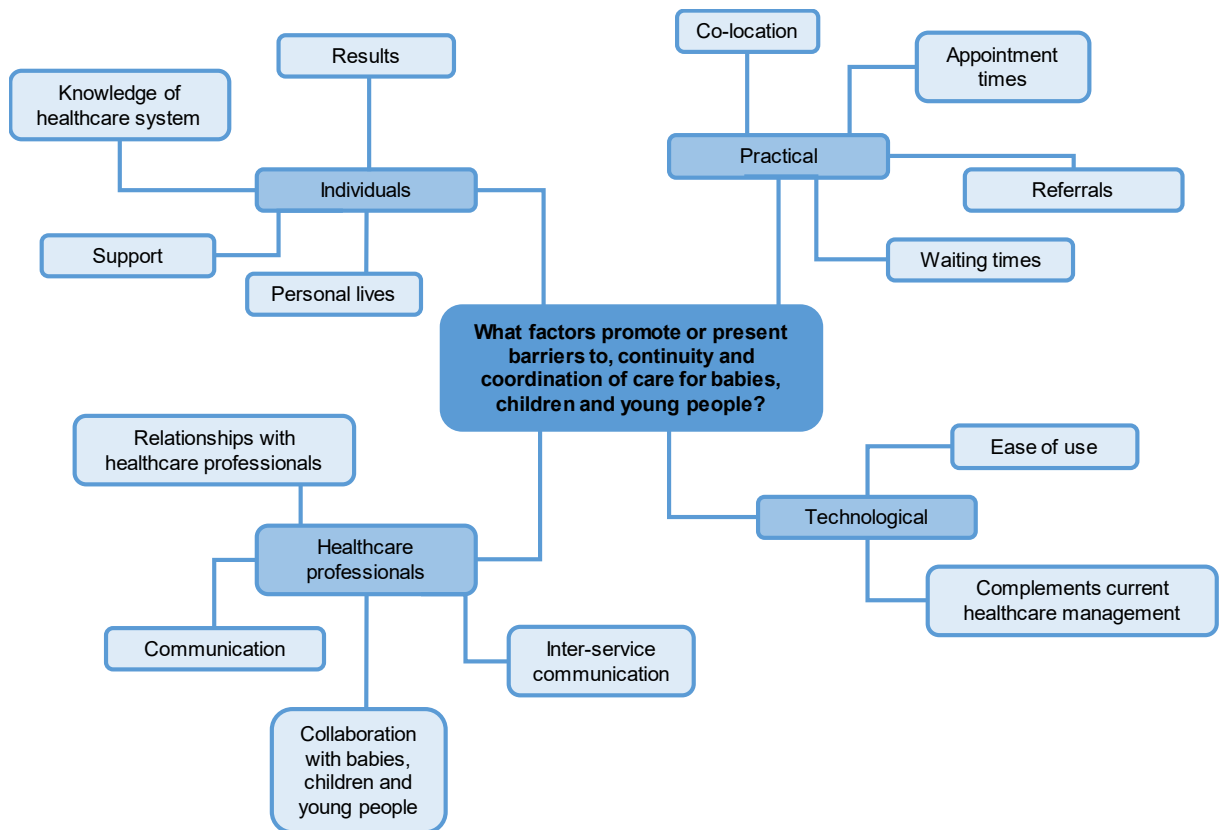 Co-location
Results
Appointment
times
Knowledge of
healthcare system
Practical
Individuals
Referrals
Support
Waiting times
Personal lives
What factors promote or present
barriers to, continuity and
coordination of care for babies,
children and young people?
Relationships with
healthcare professionals
Ease of use
Technological
Healthcare
professionals
Complements current
healthcare management
Communication
Inter-service
communication
Collaboration
with babies,
children and
young people